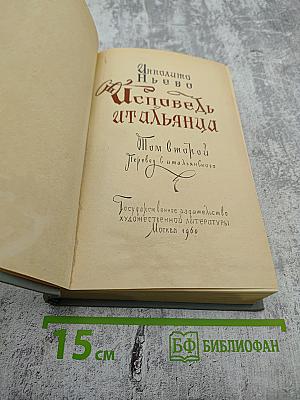 Ипполито
Ньево
Исповедь
итальянца
Том второй
Перевод с итальянского
Государственное издательство
художественной литературы
Москва 1960
15 см
БФ БИБЛИОФАН